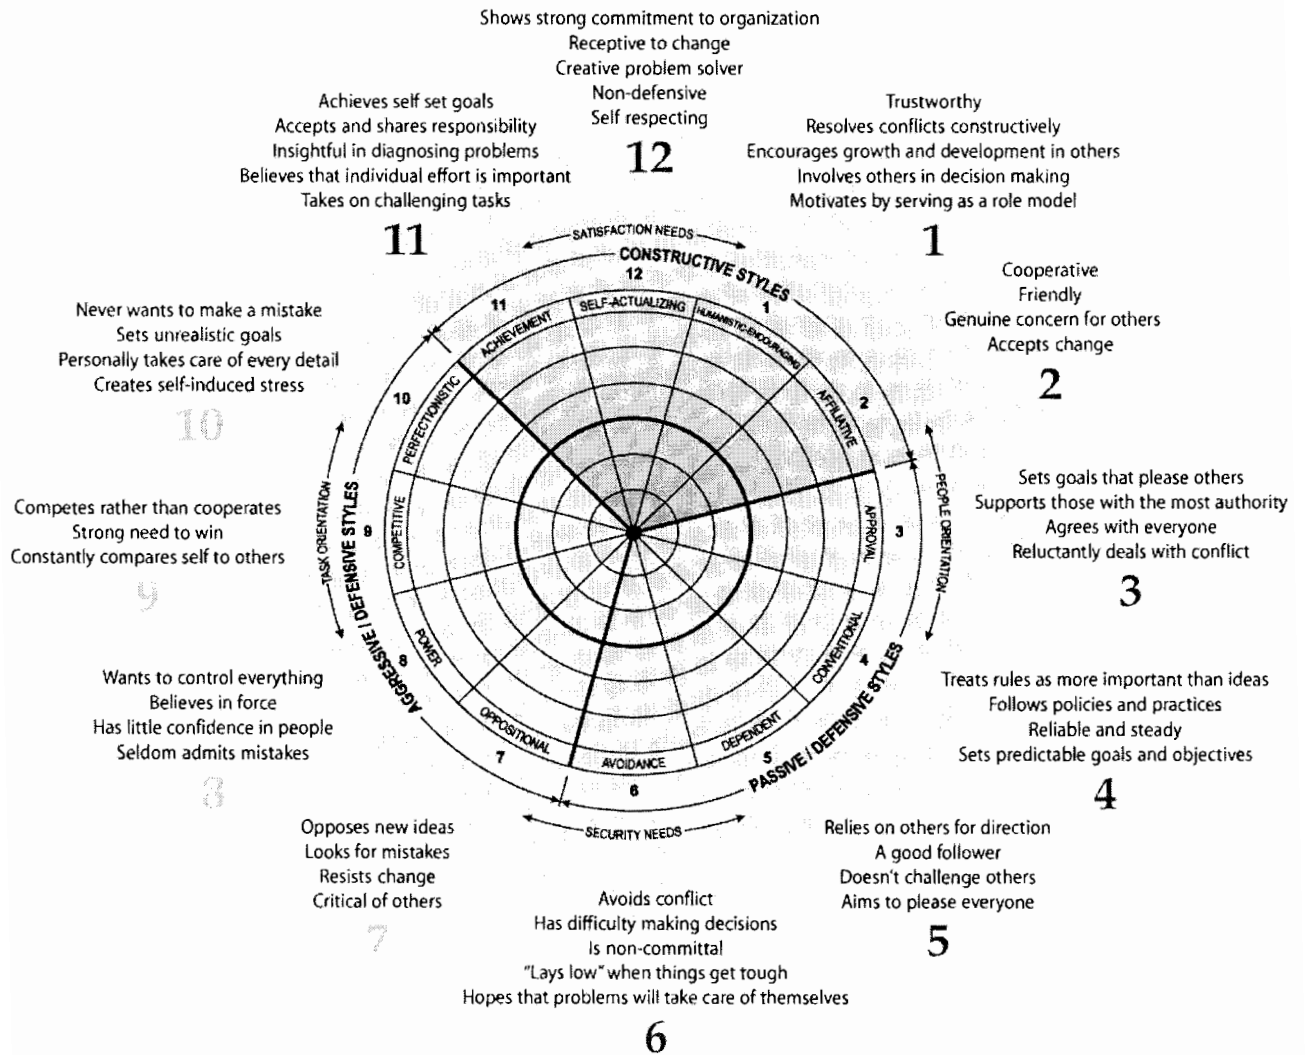 Shows strong commitment to organization
Receptive to change
Creative problem solver
Non-defensive
Self respecting
12
Achieves self set goals
Accepts and shares responsibility
Insightful in diagnosing problems
Believes that individual effort is important
Takes on challenging tasks
11
Trustworthy
Resolves conflicts constructively
Encourages growth and development in others
Involves others in decision making
Motivates by serving as a role model
1
Cooperative
Friendly
Genuine concern for others
Accepts change
2
Never wants to make a mistake
Sets unrealistic goals
Personally takes care of every detail
Creates self-induced stress
10
Sets goals that please others
Supports those with the most authority
Agrees with everyone
Reluctantly deals with conflict
3
Competes rather than cooperates
Strong need to win
Constantly compares self to others
9
Treats rules as more important than ideas
Follows policies and practices
Reliable and steady
Sets predictable goals and objectives
4
Wants to control everything
Believes in force
Has little confidence in people
Seldom admits mistakes
8
Relies on others for direction
A good follower
Doesn't challenge others
Aims to please everyone
5
Opposes new ideas
Looks for mistakes
Resists change
Critical of others
7
Avoids conflict
Has difficulty making decisions
Is non-committal
"Lays low" when things get tough
Hopes that problems will take care of themselves
6
SATISFACTION NEEDS
CONSTRUCTIVE STYLES
PEOPLE ORIENTATION
PASSIVE / DEFENSIVE STYLES
SECURITY NEEDS
AGGRESSIVE / DEFENSIVE STYLES
TASK ORIENTATION
12
SELF-ACTUALIZING
1
HUMANISTIC-ENCOURAGING
2
AFFILIATIVE
3
APPROVAL
4
CONVENTIONAL
5
DEPENDENT
6
AVOIDANCE
7
OPPOSITIONAL
8
POWER
9
COMPETITIVE
10
PERFECTIONISTIC
11
ACHIEVEMENT